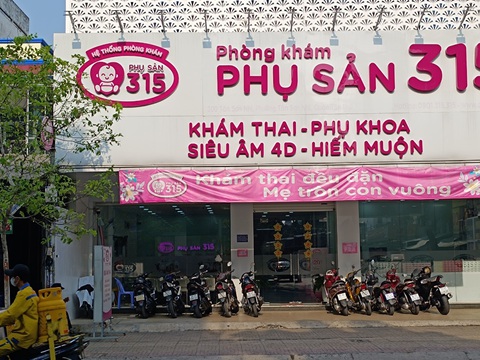 HỆ THỐNG PHÒNG KHÁM
PHỤ SẢN
315
Phòng khám
PHỤ SẢN 315
KHÁM THAI - PHỤ KHOA
SIÊU ÂM 4D - HIẾM MUỘN
315
Khám thai đều dặn
Mẹ tròn con vuông
PHỤ SẢN 315